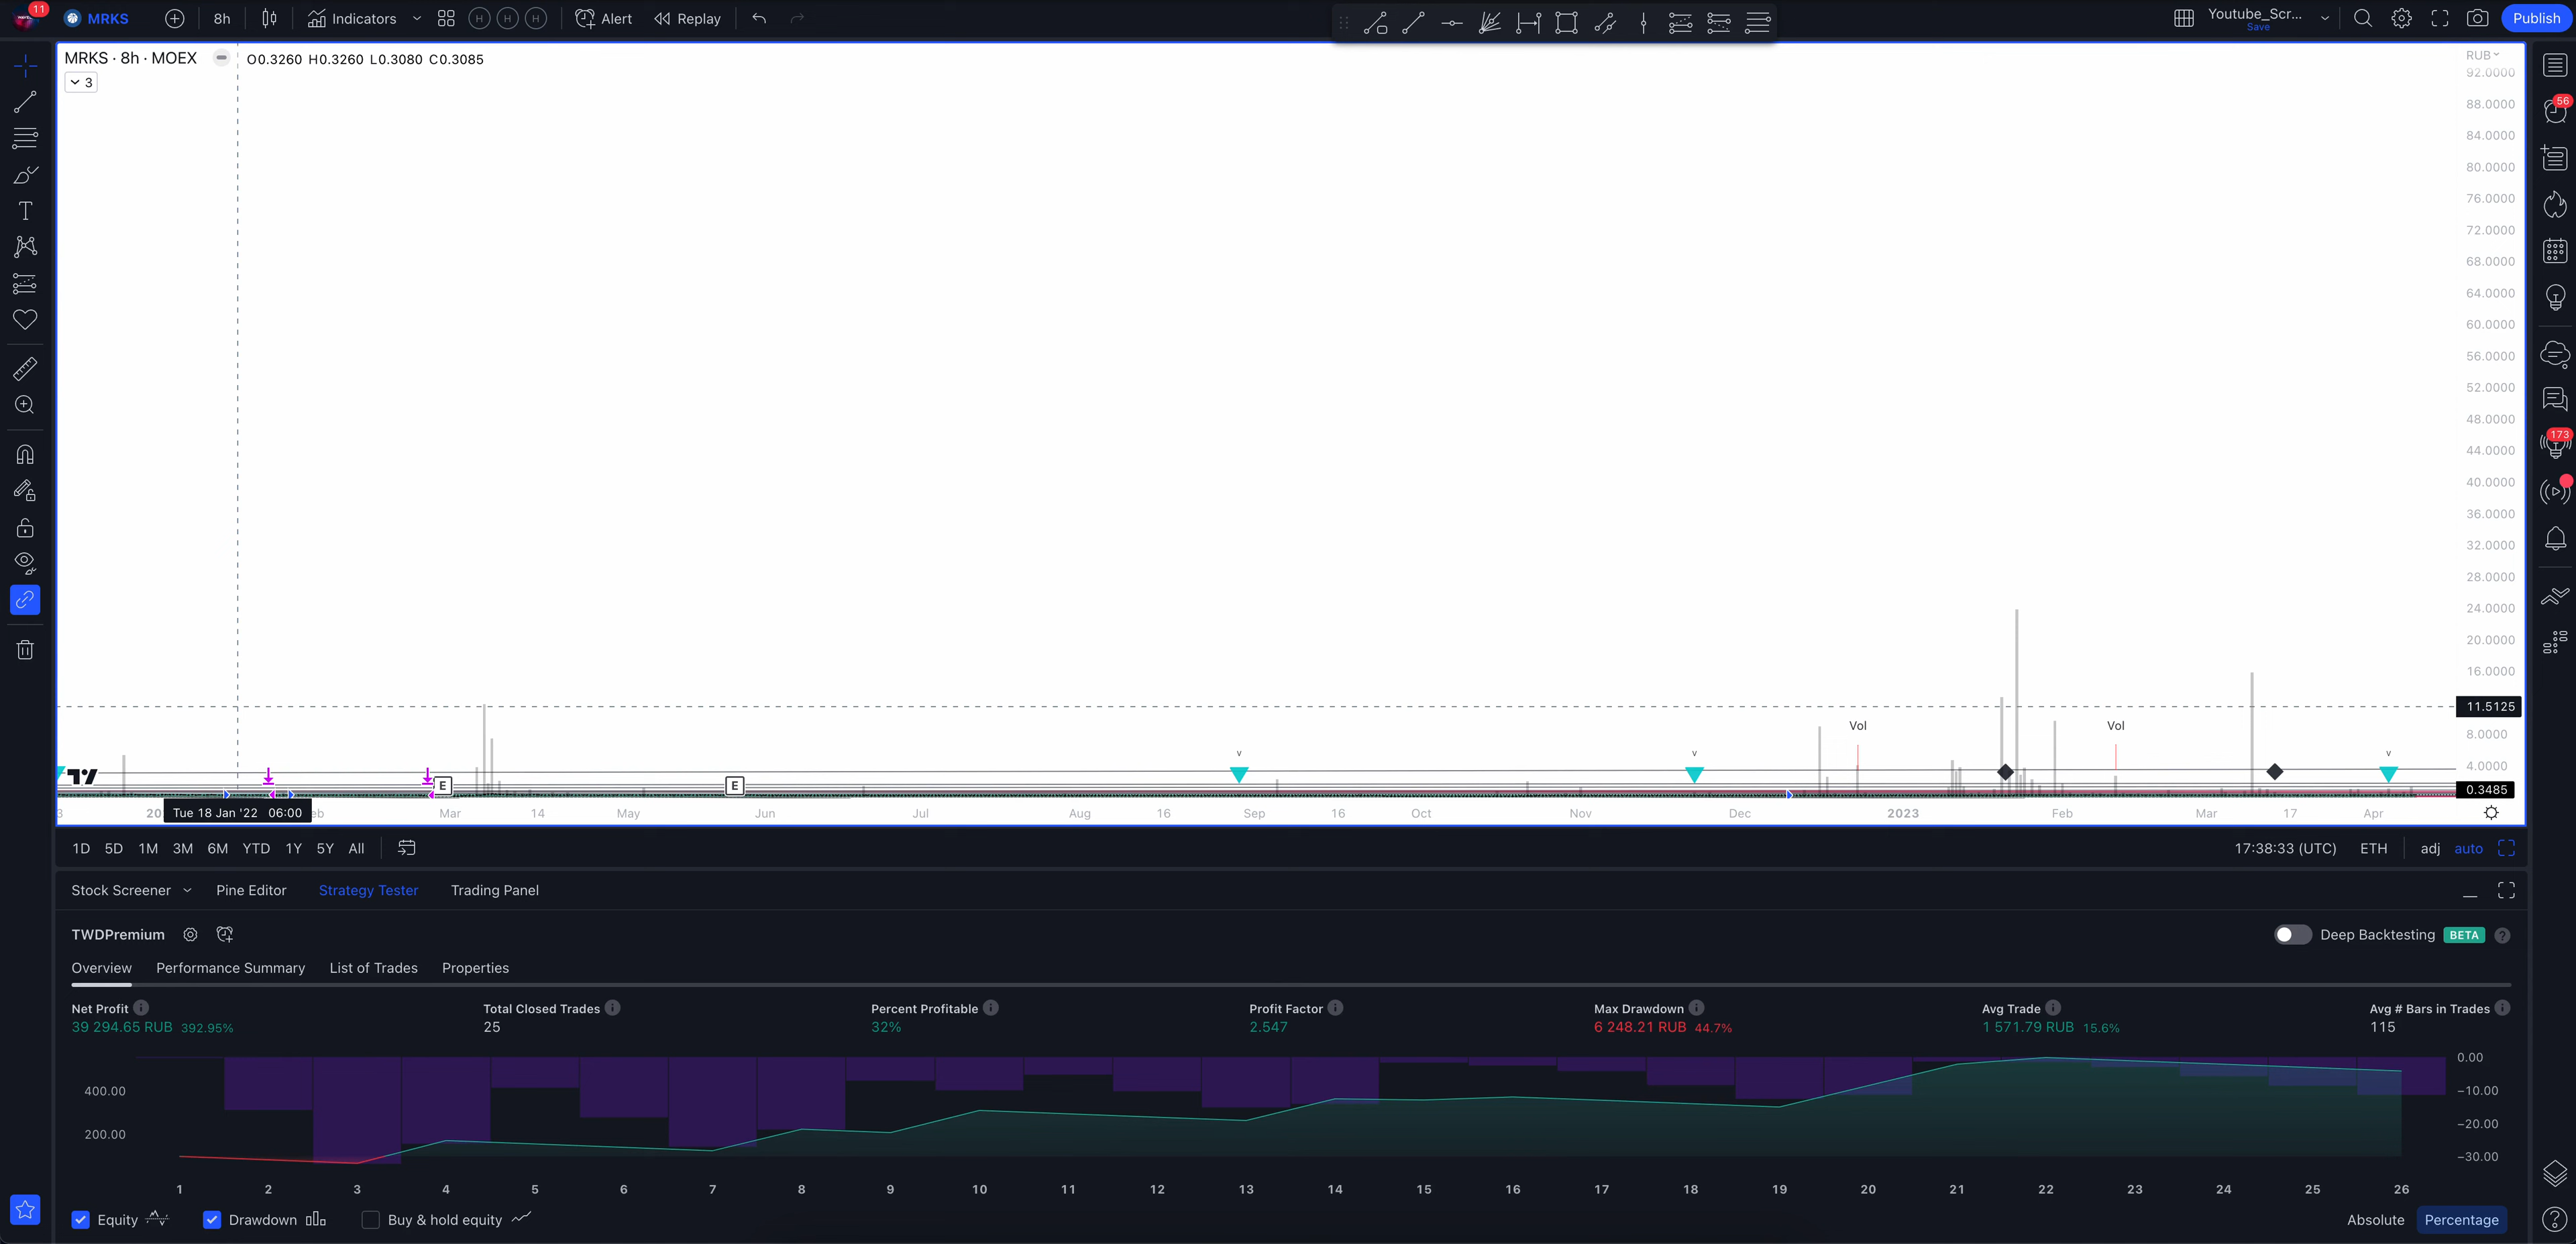 11 MRKS 8h Indicators H H H Alert Replay Youtube_Scr... Publish
Save
MRKS · 8h · MOEX O0.3260 H0.3260 L0.3080 C0.3085
3
RUB
92.0000
88.0000
84.0000
80.0000
76.0000
72.0000
68.0000
64.0000
60.0000
56.0000
52.0000
48.0000
44.0000
40.0000
36.0000
32.0000
28.0000
24.0000
20.0000
16.0000
11.5125
8.0000
4.0000
0.3485
56
173
Vol Vol
v v v
E E
3 20 Tue 18 Jan '22 06:00 eb Mar 14 May Jun Jul Aug 16 Sep 16 Oct Nov Dec 2023 Feb Mar 17 Apr
1D 5D 1M 3M 6M YTD 1Y 5Y All 17:38:33 (UTC) ETH adj auto
Stock Screener Pine Editor Strategy Tester Trading Panel
TWDPremium Deep Backtesting BETA ?
Overview Performance Summary List of Trades Properties
Net Profit Total Closed Trades Percent Profitable Profit Factor Max Drawdown Avg Trade Avg # Bars in Trades
39 294.65 RUB 392.95% 25 32% 2.547 6 248.21 RUB 44.7% 1 571.79 RUB 15.6% 115
400.00
200.00
0.00
−10.00
−20.00
−30.00
1 2 3 4 5 6 7 8 9 10 11 12 13 14 15 16 17 18 19 20 21 22 23 24 25 26
Equity Drawdown Buy & hold equity Absolute Percentage